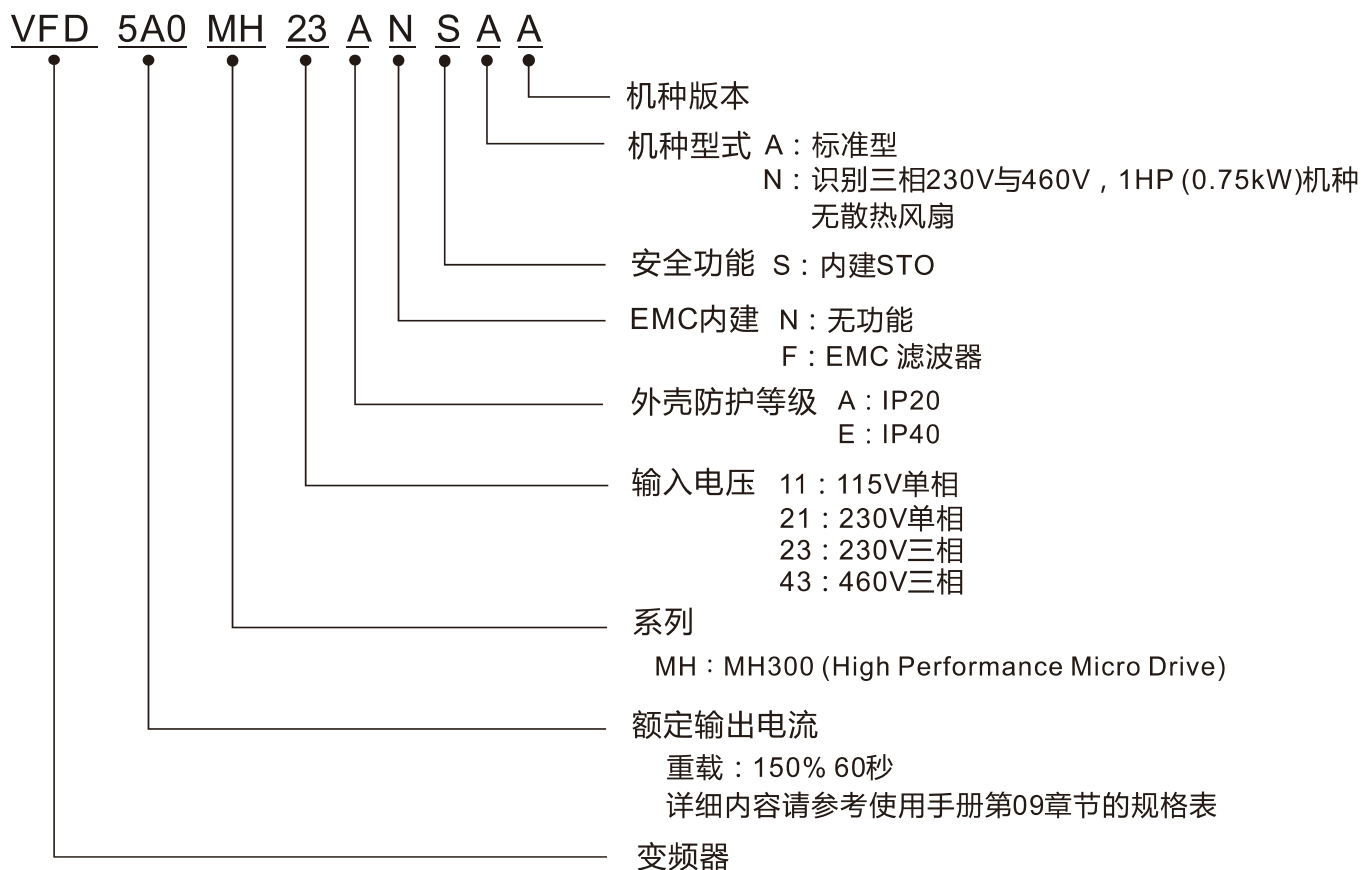 VFD 5A0 MH 23 A N S A A
机种版本
机种型式 A：标准型
N：识别三相230V与460V，1HP (0.75kW)机种
无散热风扇
安全功能 S：内建STO
EMC内建 N：无功能
F：EMC 滤波器
外壳防护等级 A：IP20
E：IP40
输入电压 11：115V单相
21：230V单相
23：230V三相
43：460V三相
系列
MH：MH300 (High Performance Micro Drive)
额定输出电流
重载：150% 60秒
详细内容请参考使用手册第09章节的规格表
变频器